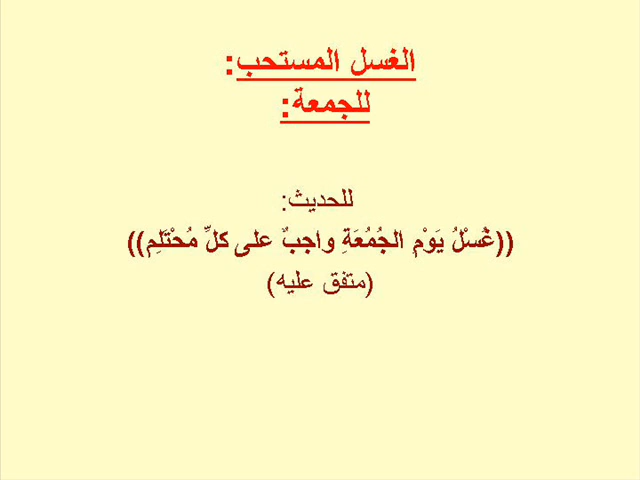 الغسل المستحب:
للجمعة:
للحديث:
((غُسْلُ يَوْمِ الجُمُعَةِ واجبٌ على كلِّ مُحْتَلِمِ))
(متفق عليه)